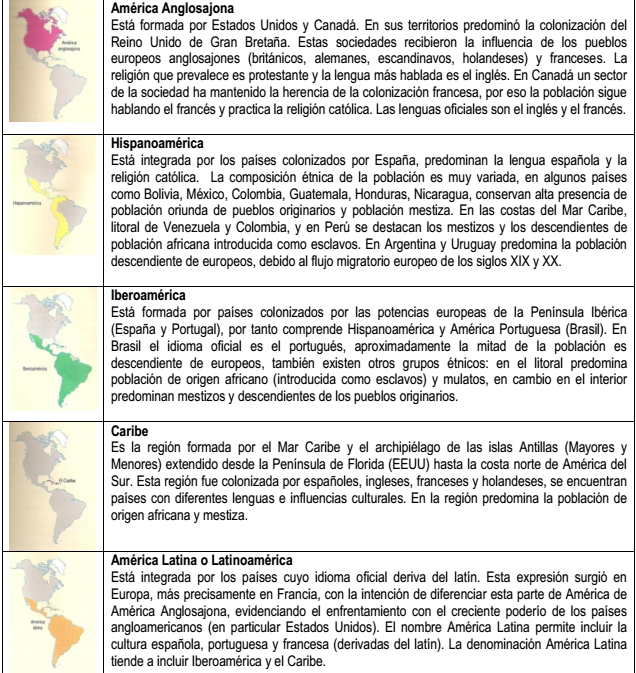 América Anglosajona
Está formada por Estados Unidos y Canadá. En sus territorios predominó la colonización del
Reino Unido de Gran Bretaña. Estas sociedades recibieron la influencia de los pueblos
europeos anglosajones (británicos, alemanes, escandinavos, holandeses) y franceses. La
religión que prevalece es protestante y la lengua más hablada es el inglés. En Canadá un sector
de la sociedad ha mantenido la herencia de la colonización francesa, por eso la población sigue
hablando el francés y practica la religión católica. Las lenguas oficiales son el inglés y el francés.
América
anglosajona
Hispanoamérica
Está integrada por los países colonizados por España, predominan la lengua española y la
religión católica. La composición étnica de la población es muy variada, en algunos países
como Bolivia, México, Colombia, Guatemala, Honduras, Nicaragua, conservan alta presencia de
población oriunda de pueblos originarios y población mestiza. En las costas del Mar Caribe,
litoral de Venezuela y Colombia, y en Perú se destacan los mestizos y los descendientes de
población africana introducida como esclavos. En Argentina y Uruguay predomina la población
descendiente de europeos, debido al flujo migratorio europeo de los siglos XIX y XX.
Hispanoamérica
Iberoamérica
Está formada por países colonizados por las potencias europeas de la Península Ibérica
(España y Portugal), por tanto comprende Hispanoamérica y América Portuguesa (Brasil). En
Brasil el idioma oficial es el portugués, aproximadamente la mitad de la población es
descendiente de europeos, también existen otros grupos étnicos: en el litoral predomina
población de origen africano (introducida como esclavos) y mulatos, en cambio en el interior
predominan mestizos y descendientes de los pueblos originarios.
Iberoamérica
Caribe
Es la región formada por el Mar Caribe y el archipiélago de las islas Antillas (Mayores y
Menores) extendido desde la Península de Florida (EEUU) hasta la costa norte de América del
Sur. Esta región fue colonizada por españoles, ingleses, franceses y holandeses, se encuentran
países con diferentes lenguas e influencias culturales. En la región predomina la población de
origen africana y mestiza.
El Caribe
América Latina o Latinoamérica
Está integrada por los países cuyo idioma oficial deriva del latín. Esta expresión surgió en
Europa, más precisamente en Francia, con la intención de diferenciar esta parte de América de
América Anglosajona, evidenciando el enfrentamiento con el creciente poderío de los países
angloamericanos (en particular Estados Unidos). El nombre América Latina permite incluir la
cultura española, portuguesa y francesa (derivadas del latín). La denominación América Latina
tiende a incluir Iberoamérica y el Caribe.
América
latina